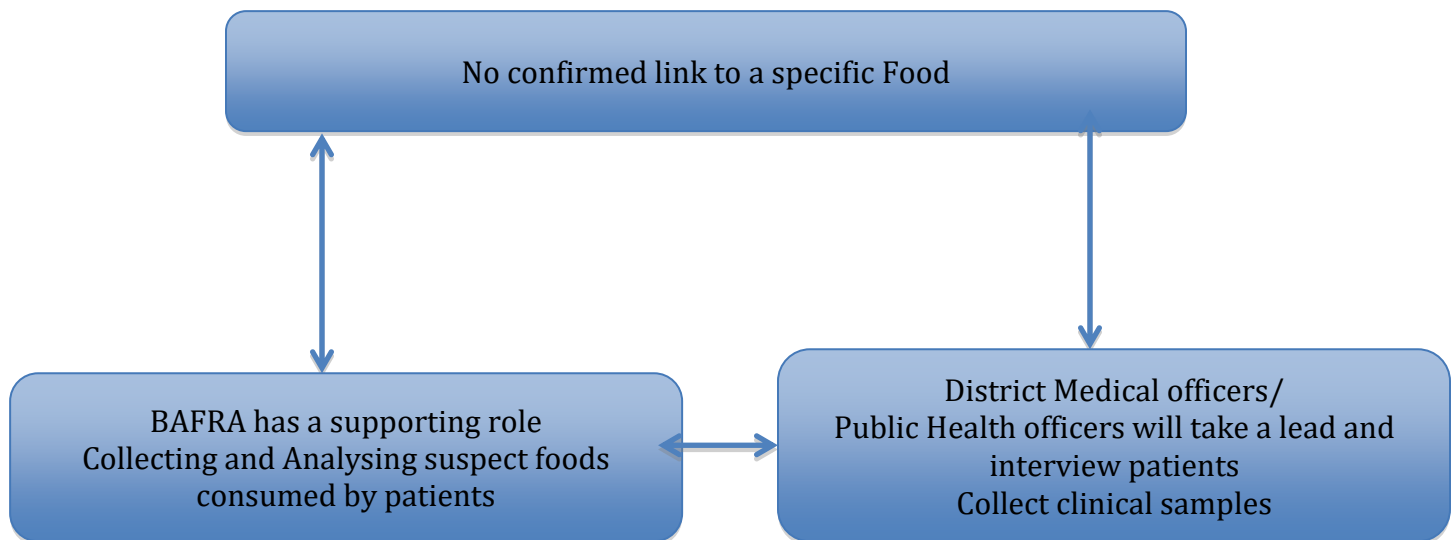 No confirmed link to a specific Food
BAFRA has a supporting role
Collecting and Analysing suspect foods
consumed by patients
District Medical officers/
Public Health officers will take a lead and
interview patients
Collect clinical samples